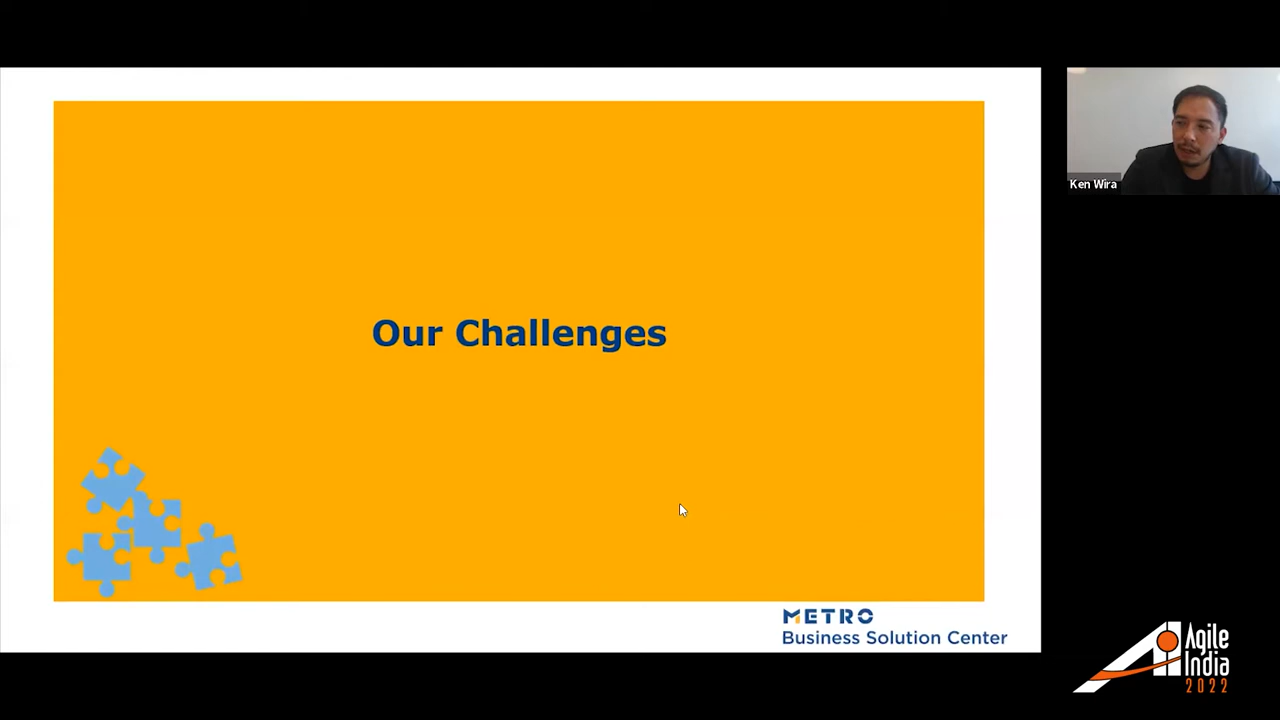 Our Challenges
METRO
Business Solution Center
Ken Wira
Agile
India
2022